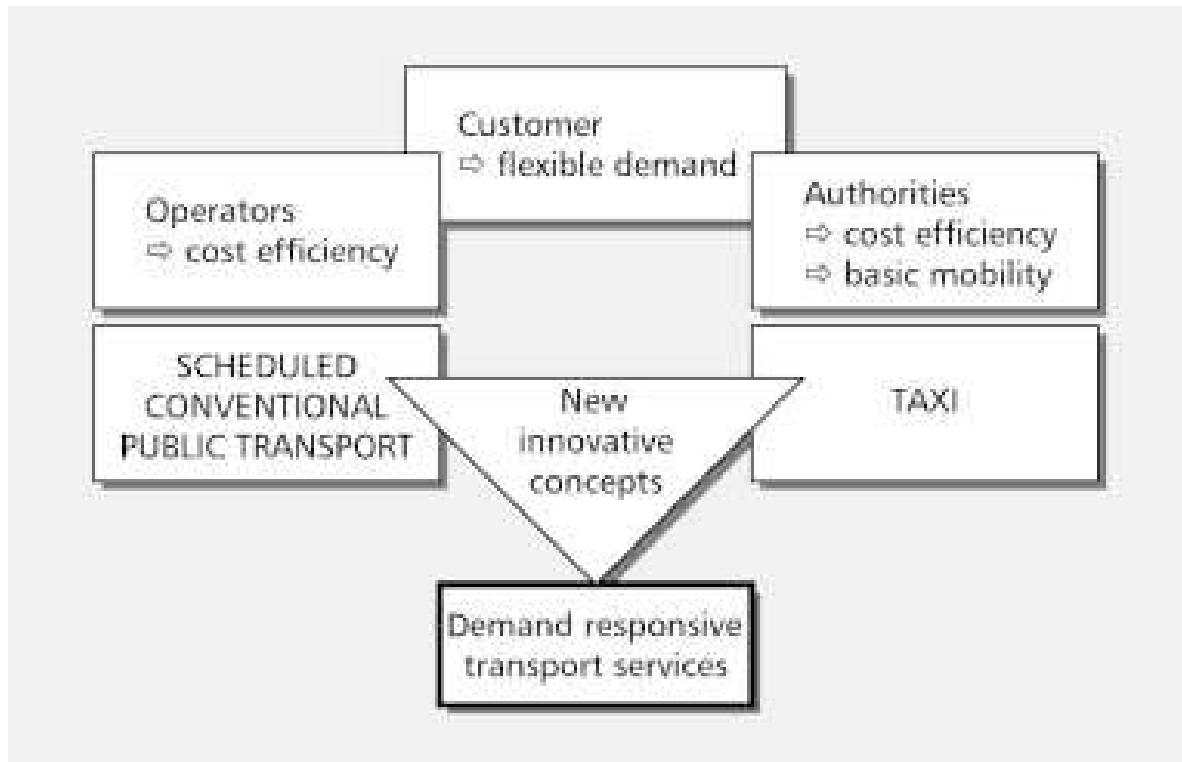 Customer
⇨ flexible demand
Operators
⇨ cost efficiency
Authorities
⇨ cost efficiency
⇨ basic mobility
SCHEDULED
CONVENTIONAL
PUBLIC TRANSPORT
New
innovative
concepts
TAXI
Demand responsive
transport services